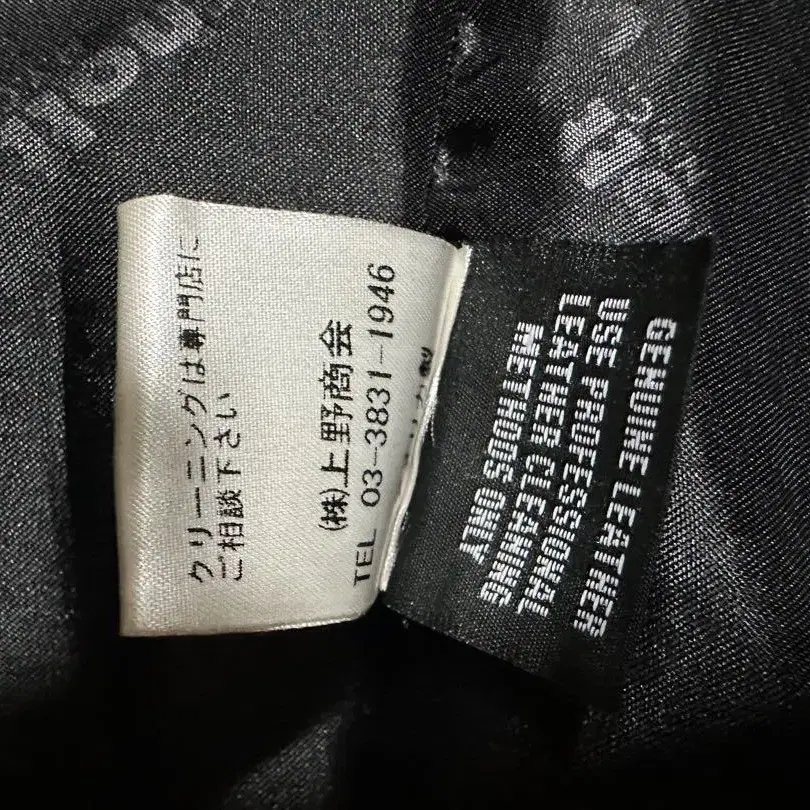 クリーニングは専門店に
ご相談下さい
(株)上野商会
TEL 03-3831-1946
GENUINE LEATHER
USE PROFESSIONAL
LEATHER CLEANING
METHODS ONLY